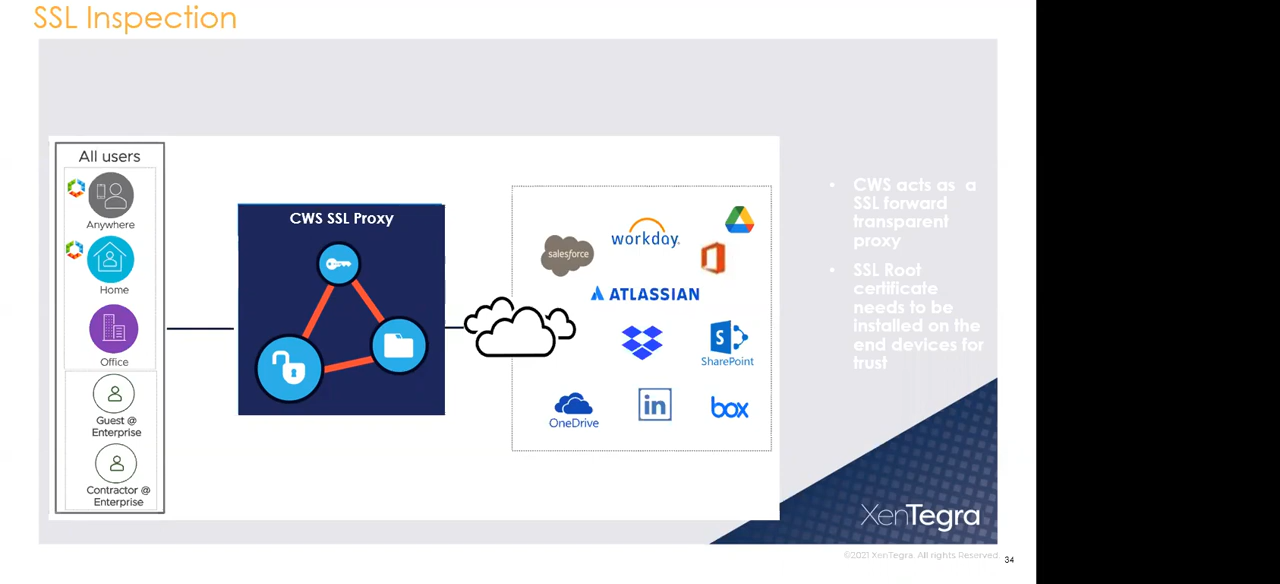 SSL Inspection
All users
Anywhere
Home
Office
Guest @
Enterprise
Contractor @
Enterprise
CWS SSL Proxy
salesforce
workday.
ATLASSIAN
S
SharePoint
OneDrive
in
box
• CWS acts as a
SSL forward
transparent
proxy
• SSL Root
certificate
needs to be
installed on the
end devices for
trust
XenTegra
©2021 XenTegra. All rights Reserved.
34